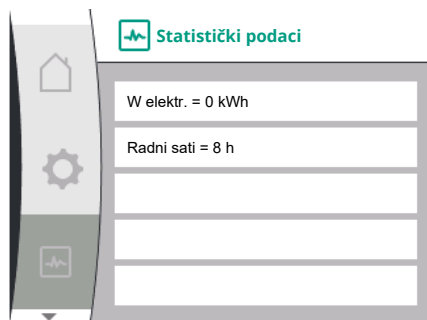 Statistički podaci
W elektr. = 0 kWh
Radni sati = 8 h